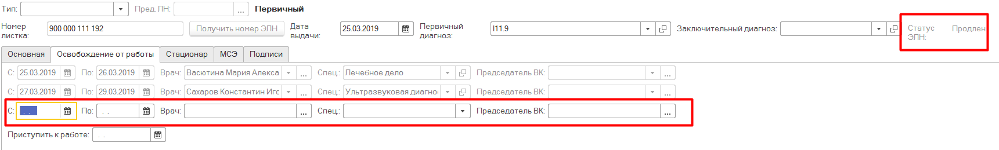 Тип: Пред. ЛН: ... Первичный
Номер листка: 900 000 111 192 Получить номер ЭЛН Дата выдачи: 25.03.2019 Первичный диагноз: I11.9 Заключительный диагноз: Статус ЭЛН: Продлен
Основная Освобождение от работы Стационар МСЭ Подписи
С: 25.03.2019 По: 26.03.2019 Врач: Васютина Мария Алекса ... Спец.: Лечебное дело Председатель ВК: ...
С: 27.03.2019 По: 29.03.2019 Врач: Сахаров Константин Иго ... Спец.: Ультразвуковая диагно Председатель ВК: ...
С: . . По: . . Врач: ... Спец.: Председатель ВК: ...
Приступить к работе: . .